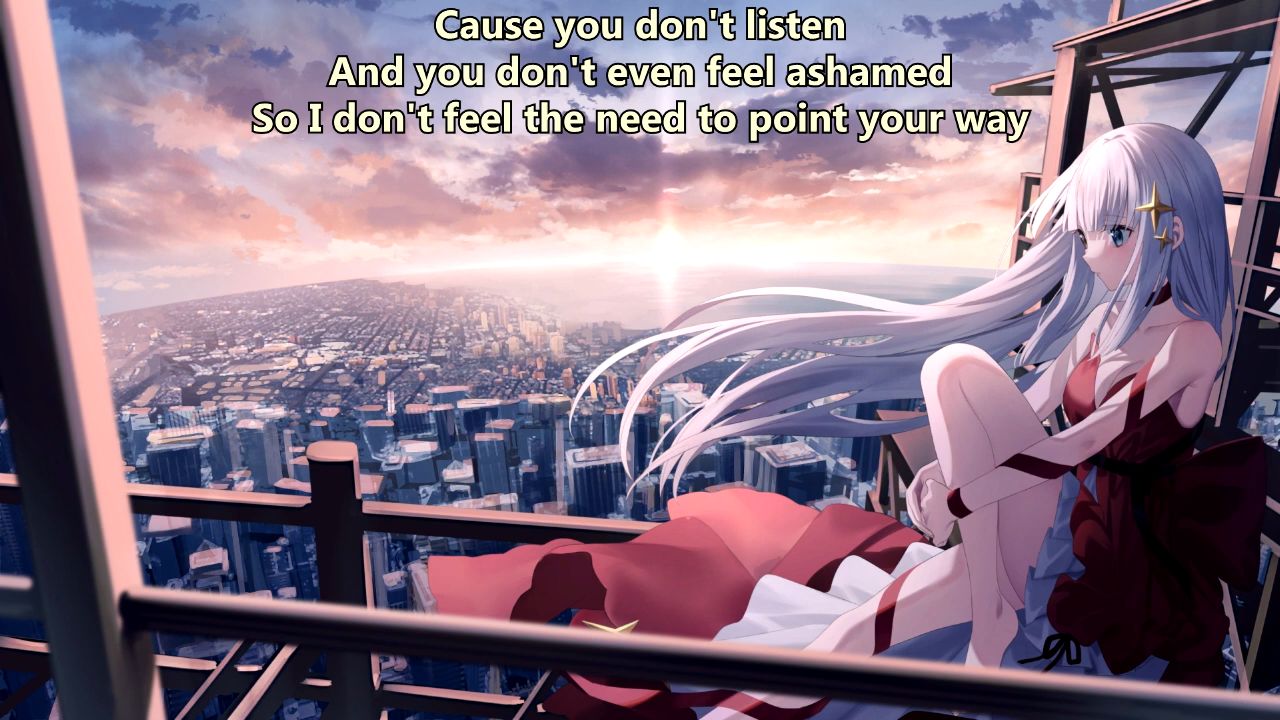 Cause you don't listen
And you don't even feel ashamed
So I don't feel the need to point your way